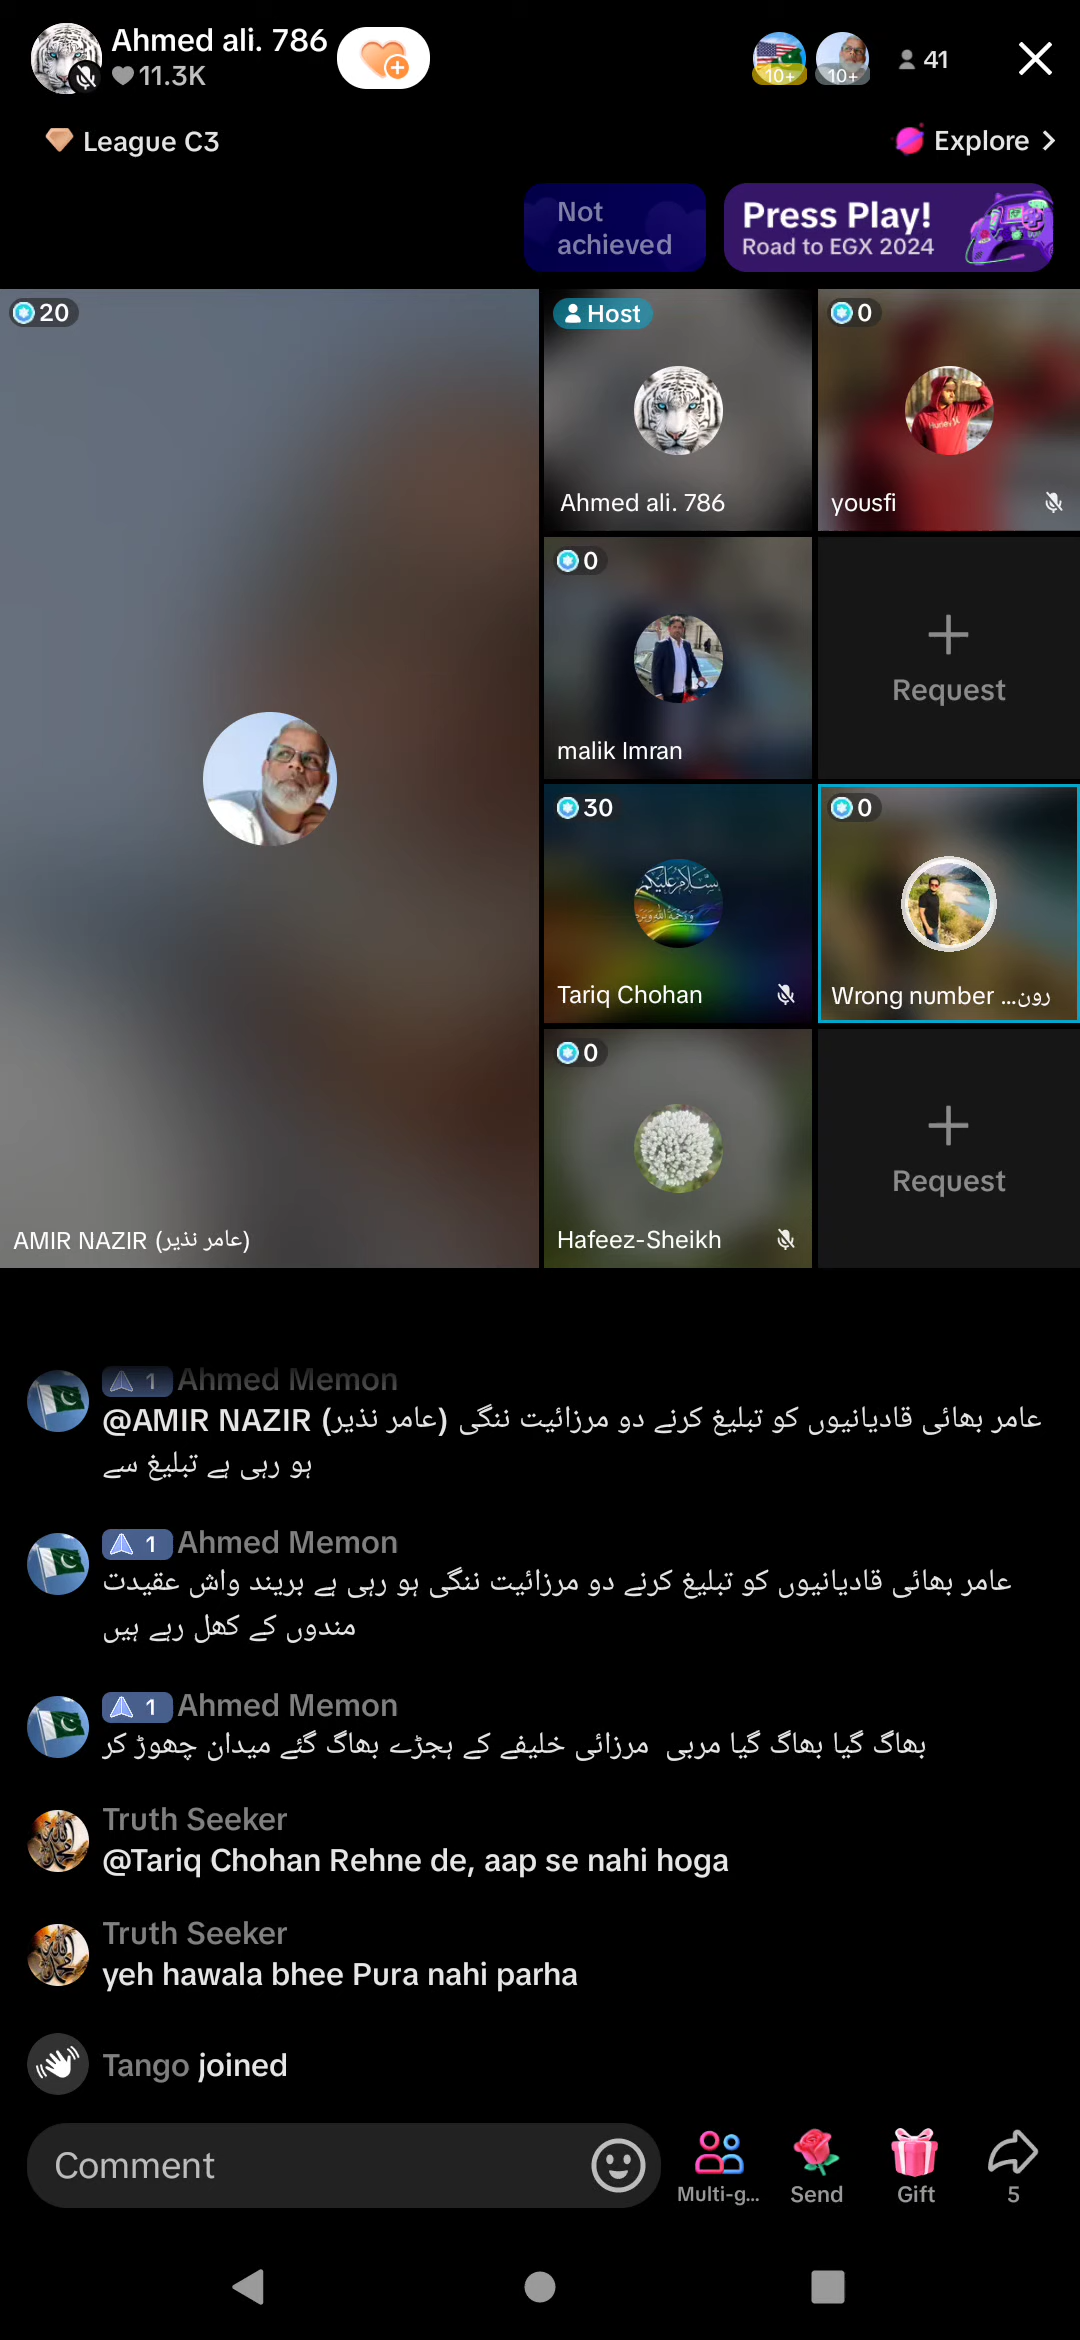 Ahmed ali. 786
11.3K
10+
10+
41
League C3
Explore
Not
achieved
Press Play!
Road to EGX 2024
20
Host
Ahmed ali. 786
0
yousfi
0
malik Imran
Request
30
Tariq Chohan
0
Wrong number ...رون
0
Hafeez-Sheikh
Request
AMIR NAZIR (عامر نذیر)
1 Ahmed Memon
@AMIR NAZIR (عامر نذیر) عامر بھائی قادیانیوں کو تبلیغ کرنے دو مرزائیت ننگی
ہو رہی ہے تبلیغ سے
1 Ahmed Memon
عامر بھائی قادیانیوں کو تبلیغ کرنے دو مرزائیت ننگی ہو رہی ہے بریند واش عقیدت
مندوں کے کھل رہے ہیں
1 Ahmed Memon
بھاگ گیا بھاگ گیا مربی مرزائی خلیفے کے ہجڑے بھاگ گئے میدان چھوڑ کر
Truth Seeker
@Tariq Chohan Rehne de, aap se nahi hoga
Truth Seeker
yeh hawala bhee Pura nahi parha
Tango joined
Comment
Multi-g...
Send
Gift
5